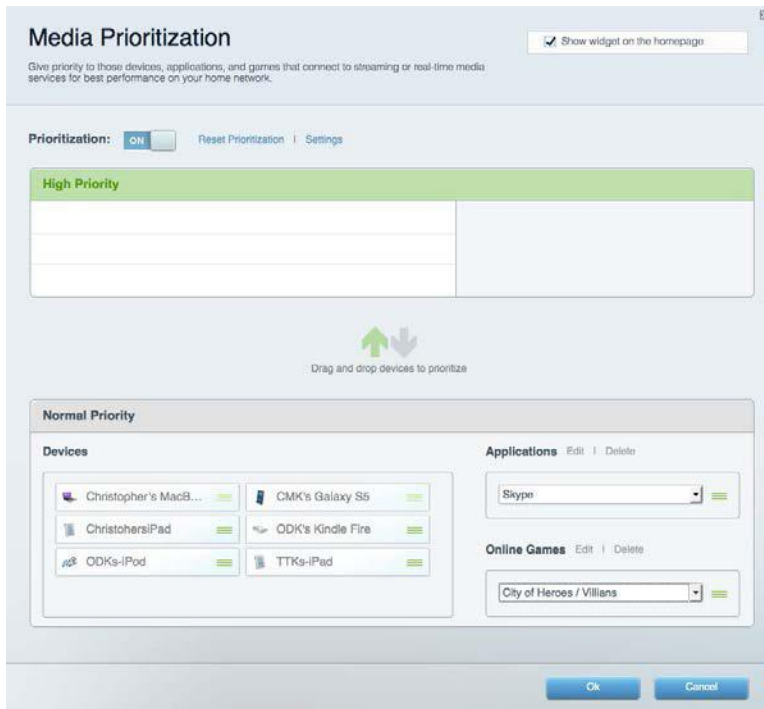 Media Prioritization
Show widget on the homepage
Give priority to those devices, applications, and games that connect to streaming or real-time media
services for best performance on your home network.
Prioritization: ON Reset Prioritization | Settings
High Priority
Drag and drop devices to prioritize
Normal Priority
Devices
Christopher's MacB...
CMK's Galaxy S5
ChristohersiPad
ODK's Kindle Fire
ODKs-iPod
TTKs-iPad
Applications Edit | Delete
Skype
Online Games Edit | Delete
City of Heroes / Villians
Ok
Cancel